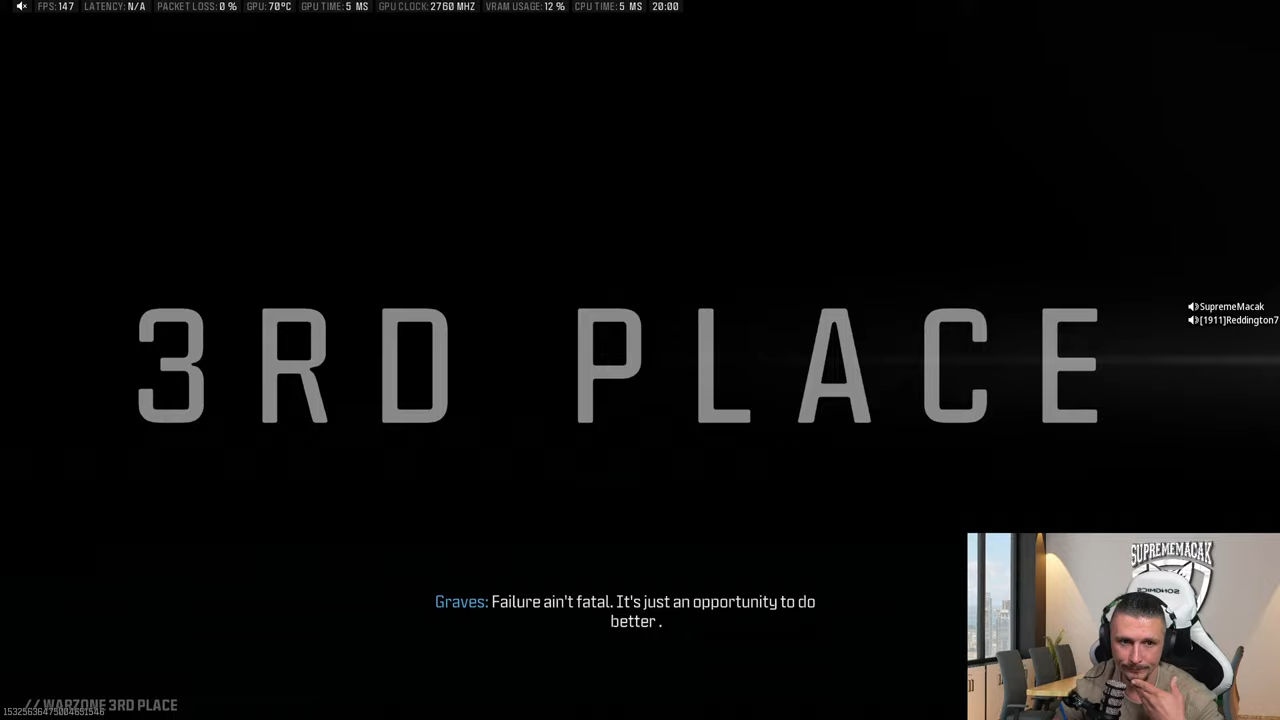 FPS: 147 LATENCY: N/A PACKET LOSS: 0 % GPU: 70°C GPU TIME: 5 MS GPU CLOCK: 2760 MHZ VRAM USAGE: 12 % CPU TIME: 5 MS 20:00
SupremeMacak
[1911]Reddington7
3RD PLACE
SUPREMEMACAK
Graves: Failure ain't fatal. It's just an opportunity to do
better .
// WARZONE 3RD PLACE